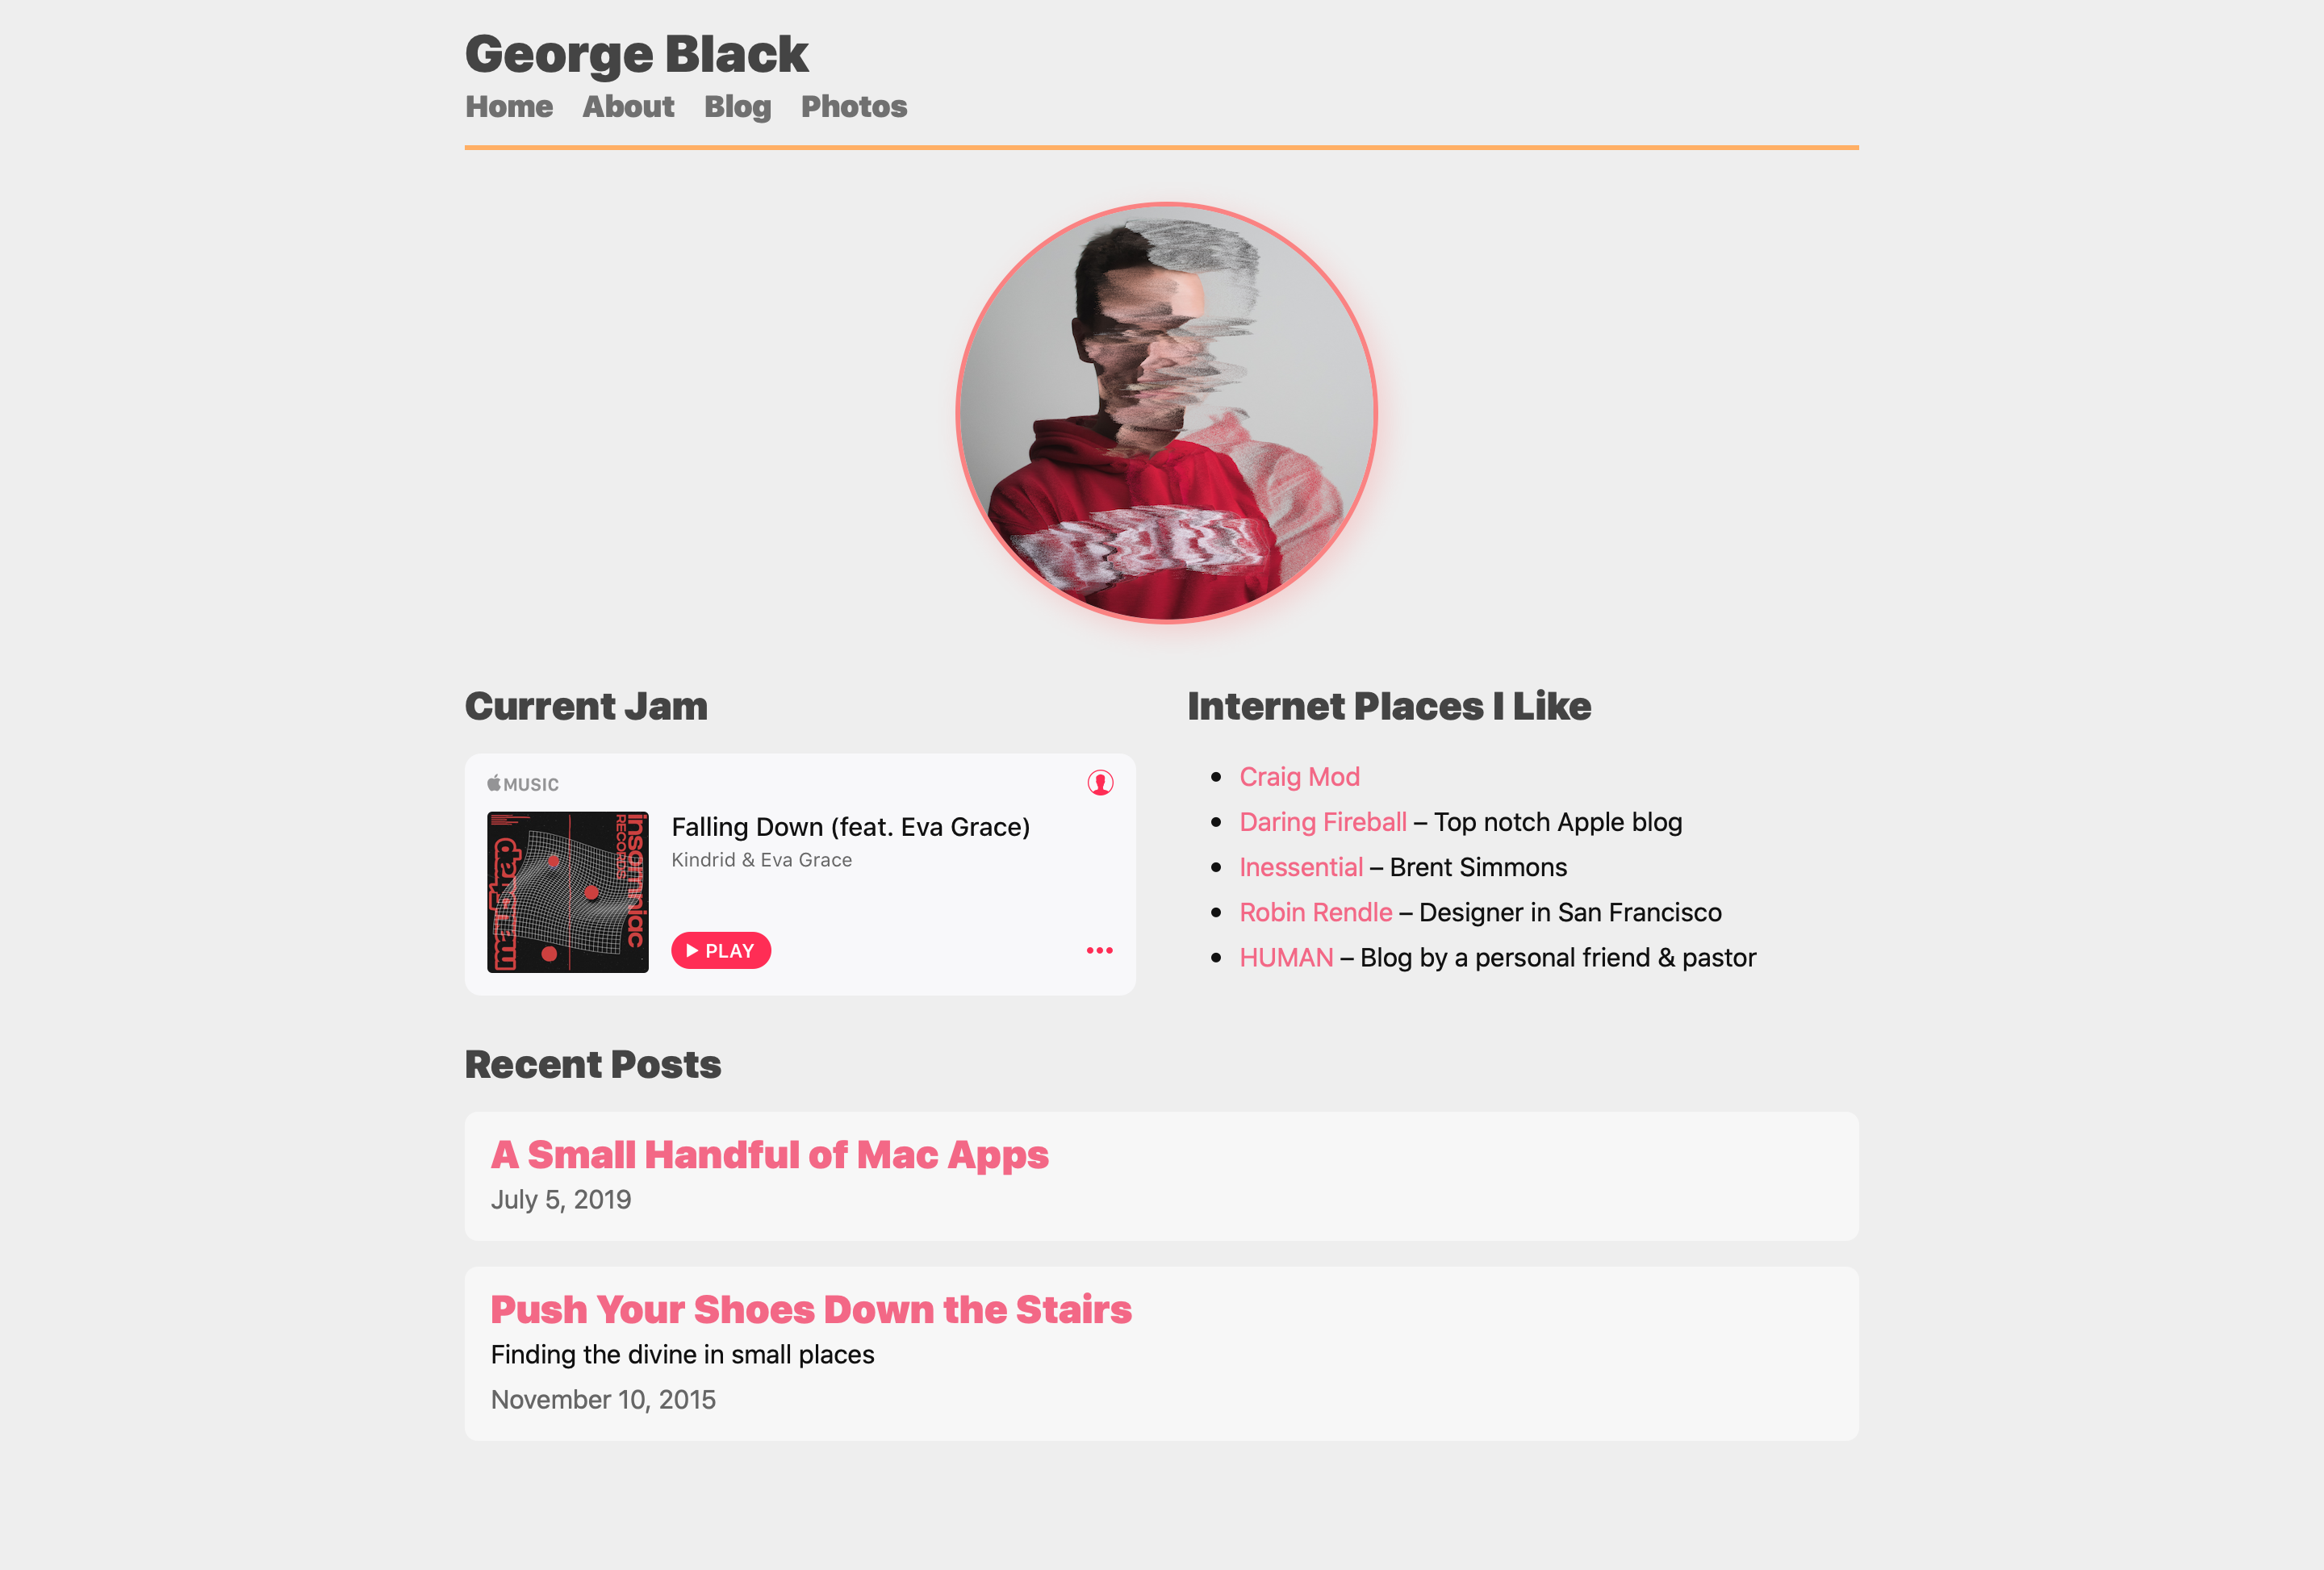 George Black
Home About Blog Photos
Current Jam
MUSIC
insomniac
RECORDS
Falling Down (feat. Eva Grace)
Kindrid & Eva Grace
PLAY
Internet Places I Like
Craig Mod
Daring Fireball – Top notch Apple blog
Inessential – Brent Simmons
Robin Rendle – Designer in San Francisco
HUMAN – Blog by a personal friend & pastor
Recent Posts
A Small Handful of Mac Apps
July 5, 2019
Push Your Shoes Down the Stairs
Finding the divine in small places
November 10, 2015